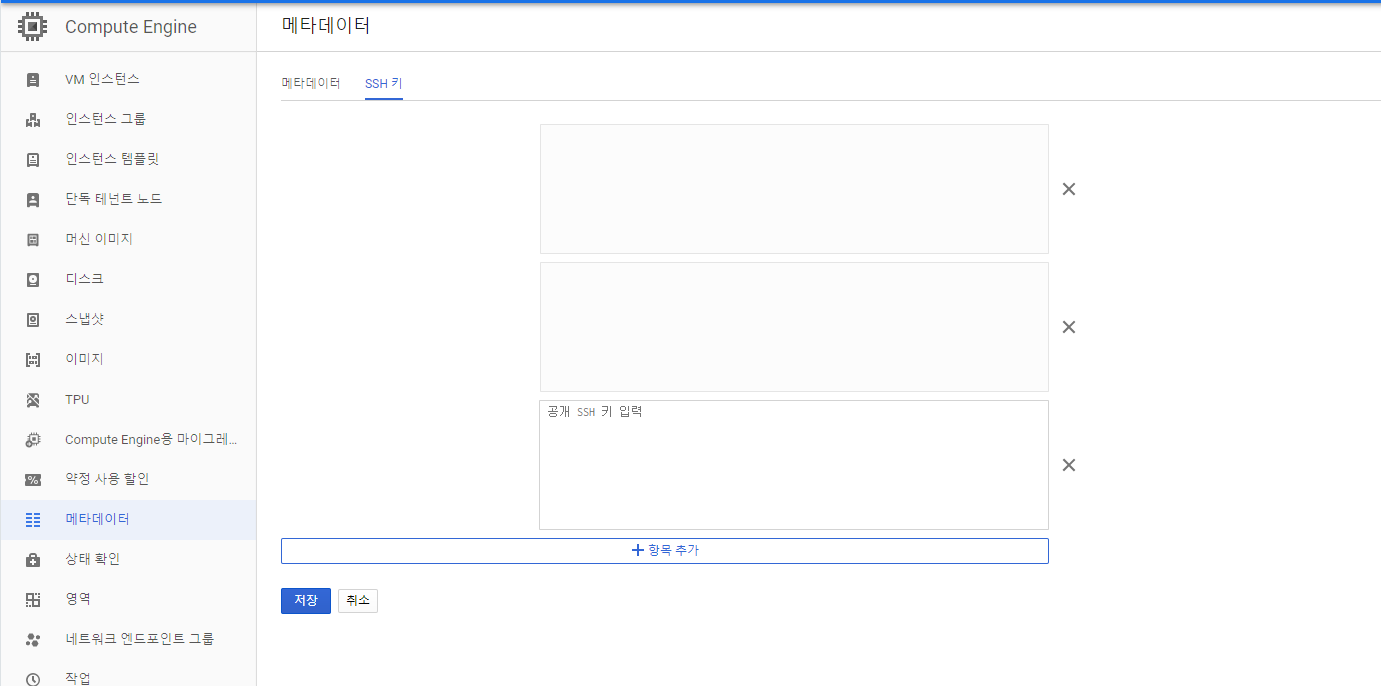 Compute Engine
메타데이터
VM 인스턴스
인스턴스 그룹
인스턴스 템플릿
단독 테넌트 노드
머신 이미지
디스크
스냅샷
이미지
TPU
Compute Engine용 마이그레...
약정 사용 할인
메타데이터
상태 확인
영역
네트워크 엔드포인트 그룹
작업
메타데이터 SSH 키
공개 SSH 키 입력
+ 항목 추가
저장 취소